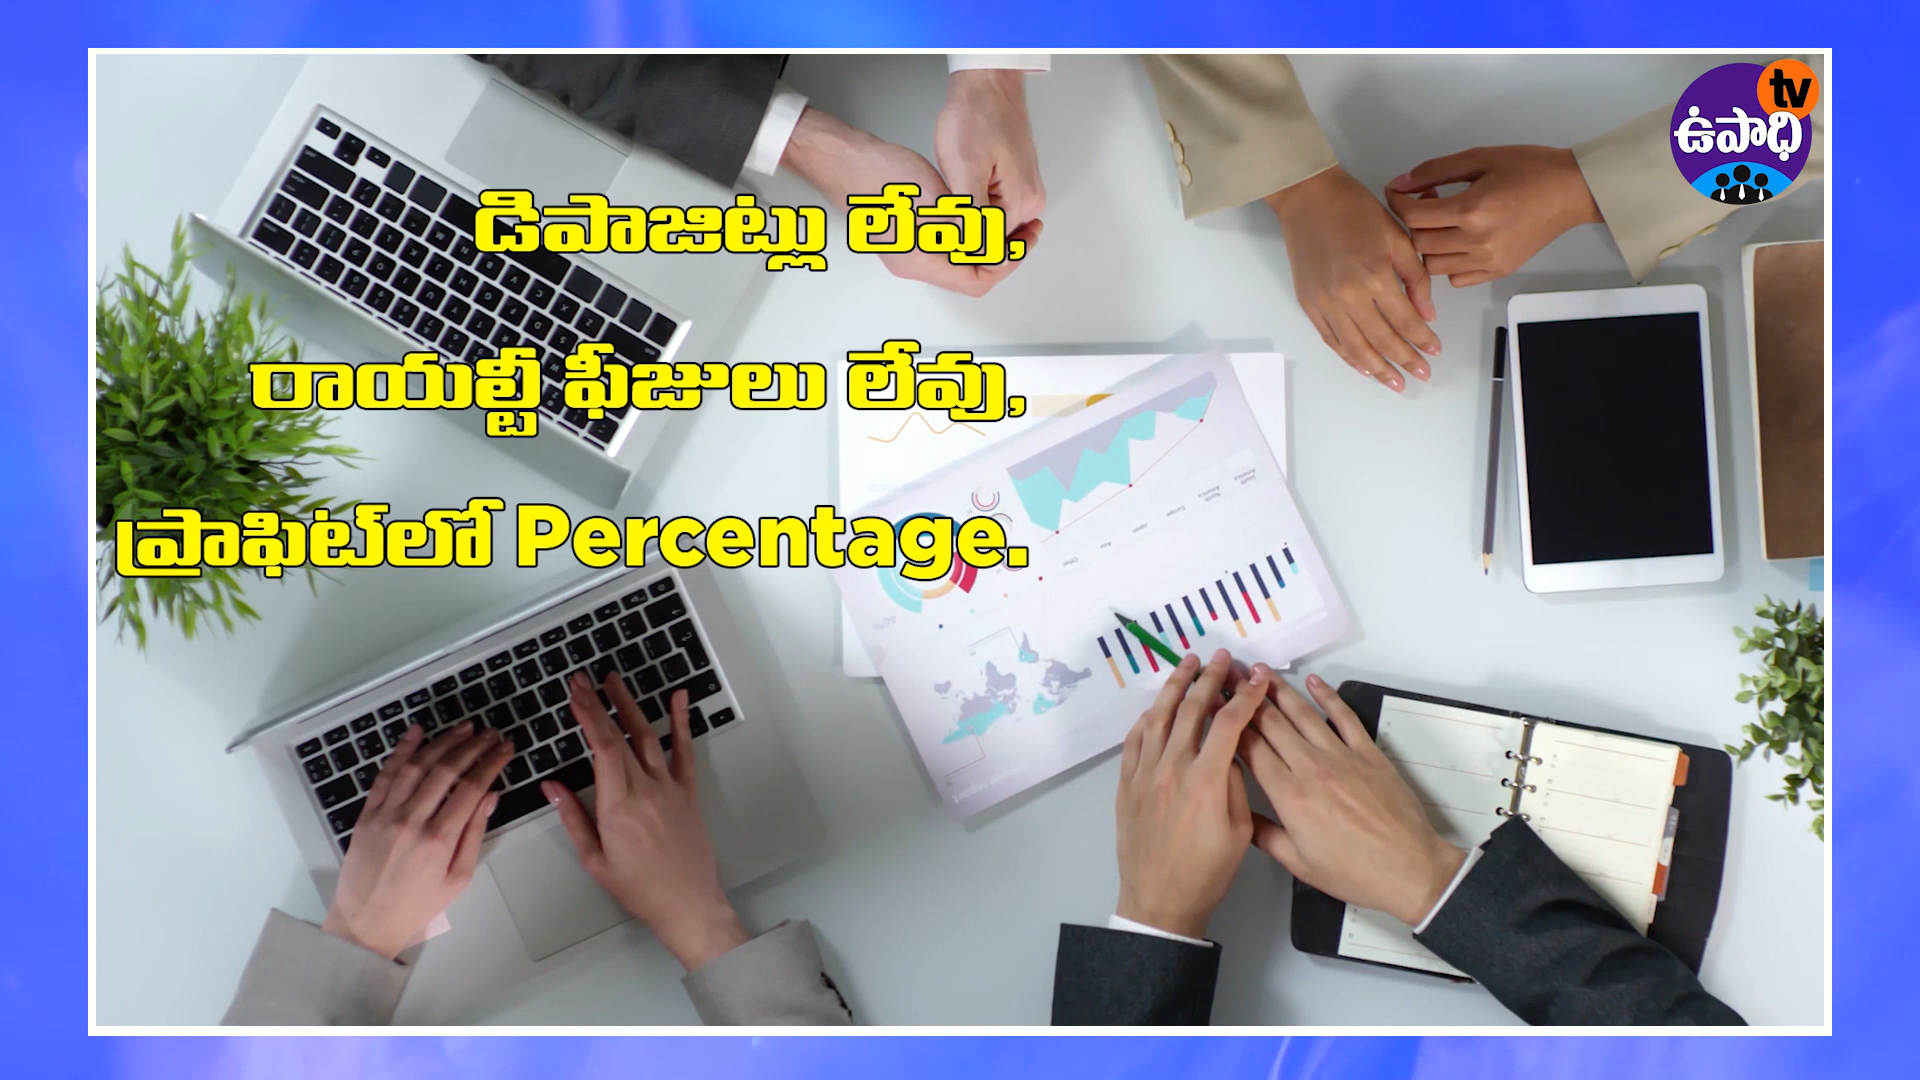 tv
ఉపాధి
డిపాజిట్లు లేవు,
రాయల్టీ ఫీజులు లేవు,
ప్రాఫిట్‌లో Percentage.